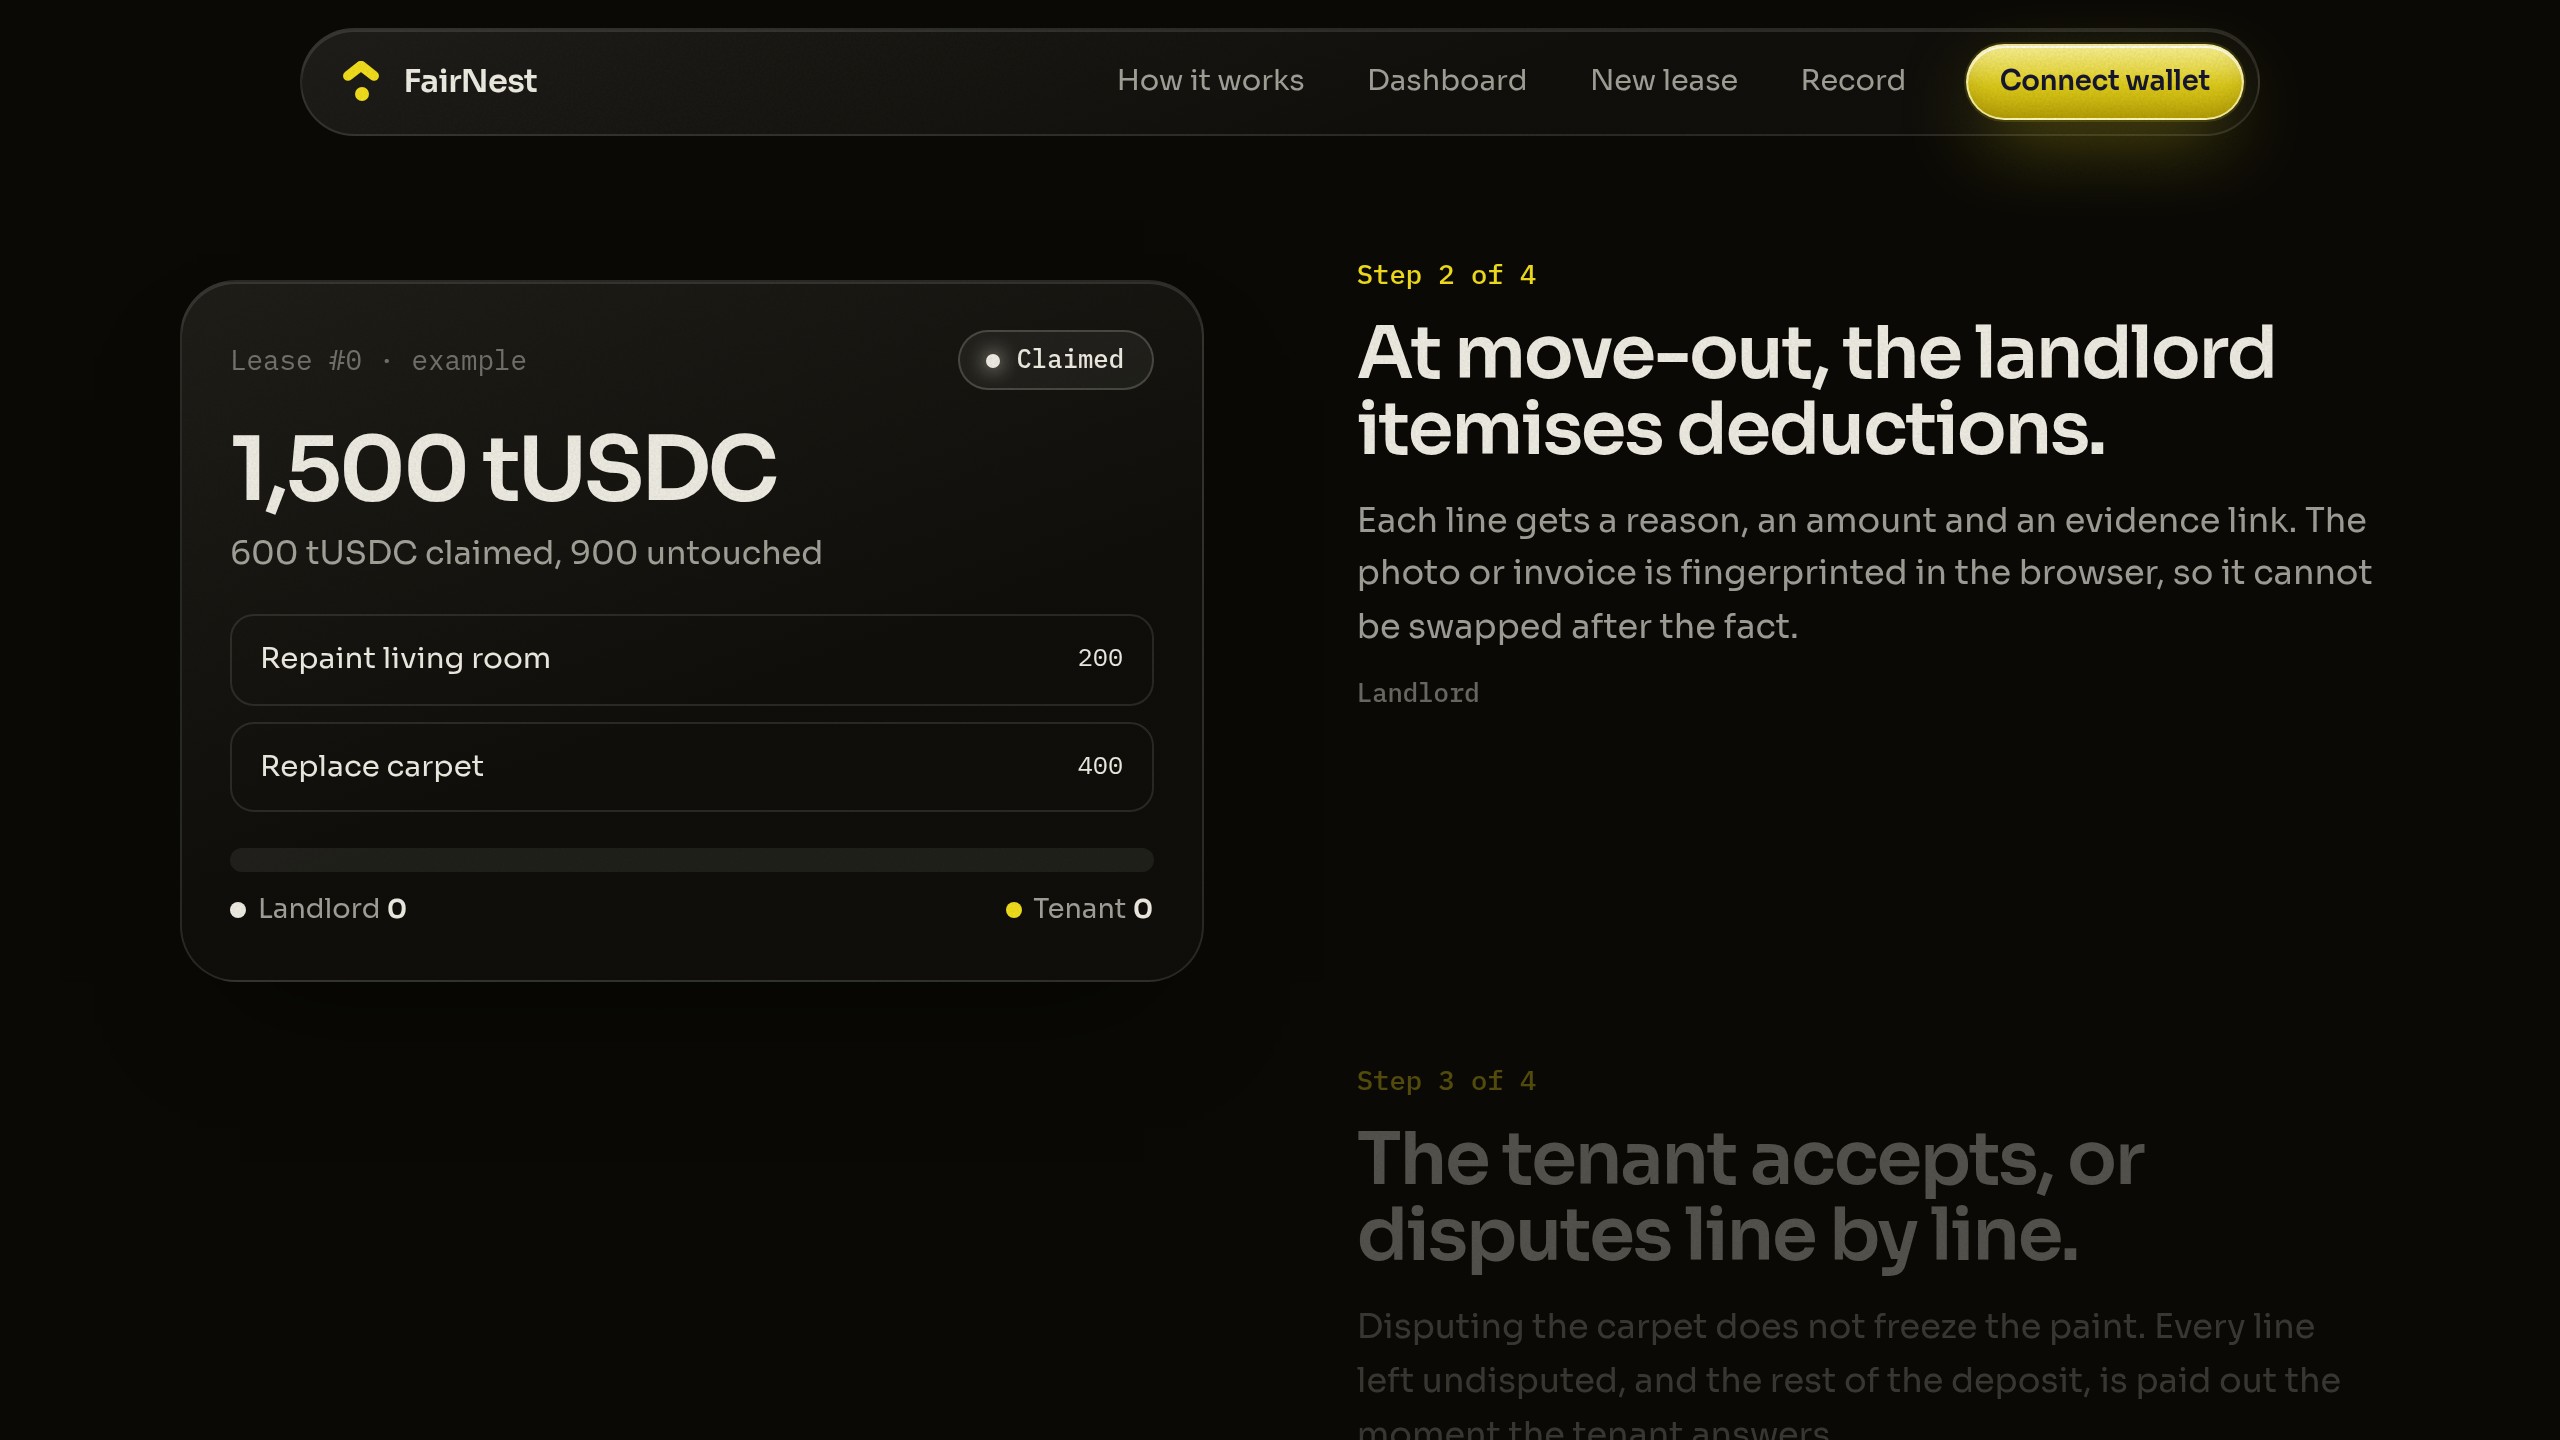 FairNest
How it works
Dashboard
New lease
Record
Connect wallet
Lease #0 · example
Claimed
1,500 tUSDC
600 tUSDC claimed, 900 untouched
Repaint living room 200
Replace carpet 400
Landlord 0
Tenant 0
Step 2 of 4
At move-out, the landlord
itemises deductions.
Each line gets a reason, an amount and an evidence link. The
photo or invoice is fingerprinted in the browser, so it cannot
be swapped after the fact.
Landlord
Step 3 of 4
The tenant accepts, or
disputes line by line.
Disputing the carpet does not freeze the paint. Every line
left undisputed, and the rest of the deposit, is paid out the
moment the tenant answers